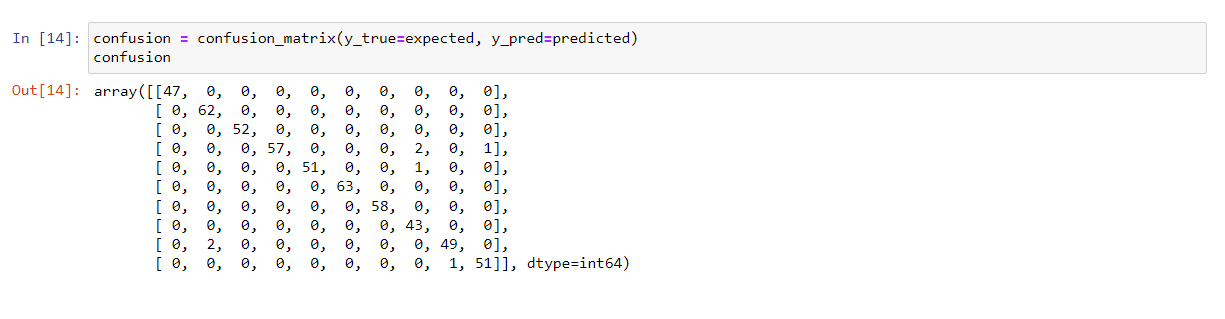 In [14]: confusion = confusion_matrix(y_true=expected, y_pred=predicted)
confusion
Out[14]: array([[47,  0,  0,  0,  0,  0,  0,  0,  0,  0],
[ 0, 62,  0,  0,  0,  0,  0,  0,  0,  0],
[ 0,  0, 52,  0,  0,  0,  0,  0,  0,  0],
[ 0,  0,  0, 57,  0,  0,  0,  2,  0,  1],
[ 0,  0,  0,  0, 51,  0,  0,  1,  0,  0],
[ 0,  0,  0,  0,  0, 63,  0,  0,  0,  0],
[ 0,  0,  0,  0,  0,  0, 58,  0,  0,  0],
[ 0,  0,  0,  0,  0,  0,  0, 43,  0,  0],
[ 0,  2,  0,  0,  0,  0,  0,  0, 49,  0],
[ 0,  0,  0,  0,  0,  0,  0,  0,  1, 51]], dtype=int64)